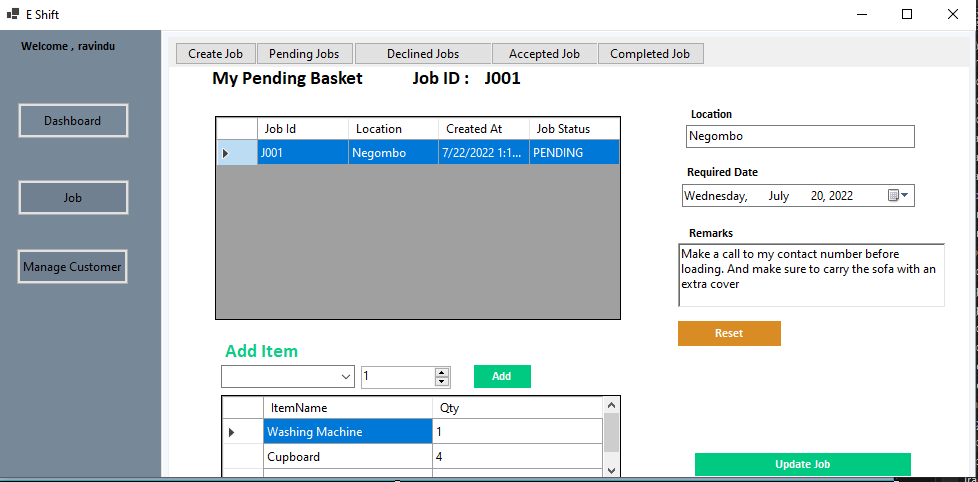 E Shift
Welcome , ravindu
Dashboard
Job
Manage Customer
Create Job
Pending Jobs
Declined Jobs
Accepted Job
Completed Job
My Pending Basket
Job ID : J001
Job Id Location Created At Job Status
J001 Negombo 7/22/2022 1:1... PENDING
Location
Negombo
Required Date
Wednesday, July 20, 2022
Remarks
Make a call to my contact number before
loading. And make sure to carry the sofa with an
extra cover
Reset
Add Item
1
Add
ItemName Qty
Washing Machine 1
Cupboard 4
Update Job